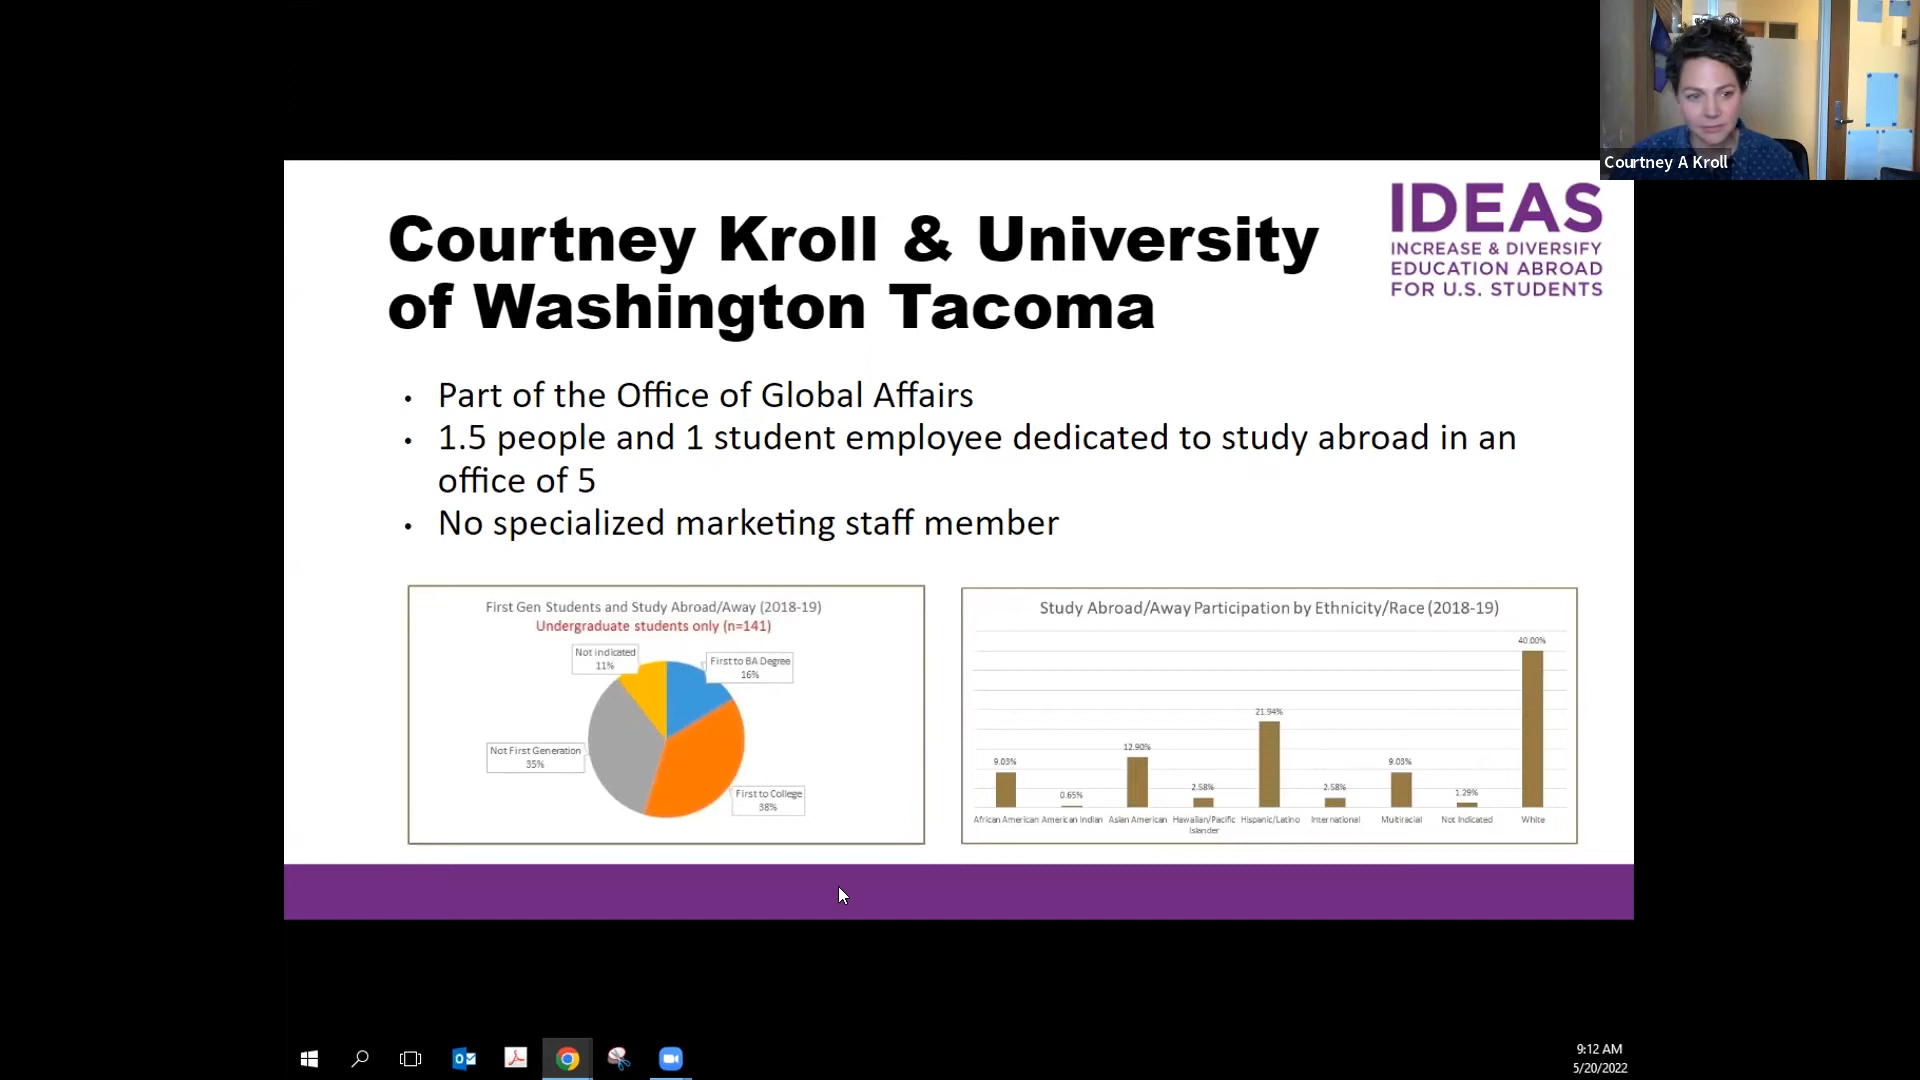 Courtney A Kroll
IDEAS
INCREASE & DIVERSIFY
EDUCATION ABROAD
FOR U.S. STUDENTS
Courtney Kroll & University
of Washington Tacoma
• Part of the Office of Global Affairs
• 1.5 people and 1 student employee dedicated to study abroad in an
office of 5
• No specialized marketing staff member
First Gen Students and Study Abroad/Away (2018-19)
Undergraduate students only (n=141)
Not indicated
11%
First to BA Degree
16%
Not First Generation
35%
First to College
38%
Study Abroad/Away Participation by Ethnicity/Race (2018-19)
9.03%
0.65%
12.90%
2.58%
21.94%
2.58%
9.03%
1.29%
40.00%
African American
American Indian
Asian American
Hawaiian/Pacific
Islander
Hispanic/Latino
International
Multiracial
Not Indicated
White
9:12 AM
5/20/2022